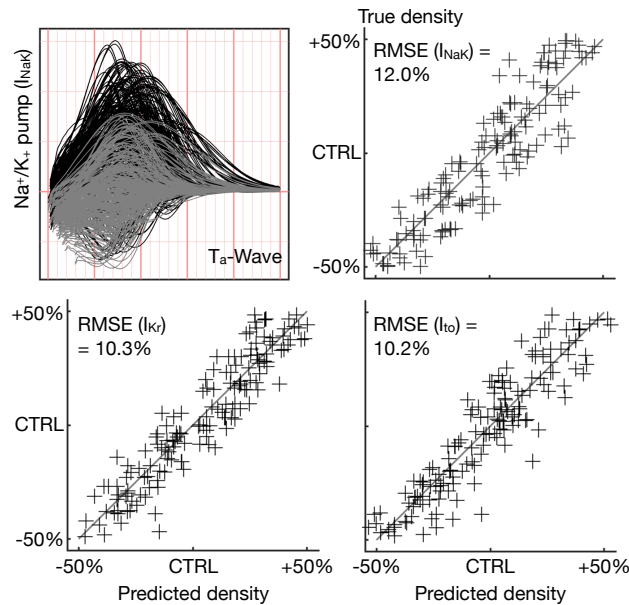 True density
Na⁺/K₊ pump (I_NaK)
Tₐ-Wave
+50%
RMSE (I_NaK) =
12.0%
CTRL
-50%
+50%
RMSE (I_Kr)
= 10.3%
CTRL
-50%
-50%
CTRL
+50%
Predicted density
RMSE (I_to) =
10.2%
-50%
CTRL
+50%
Predicted density